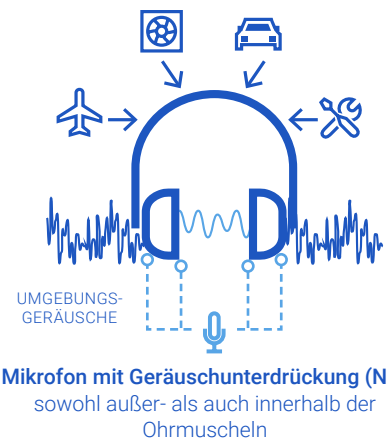 UMGEBUNGS-
GERÄUSCHE
Mikrofon mit Geräuschunterdrückung (N
sowohl außer- als auch innerhalb der
Ohrmuscheln